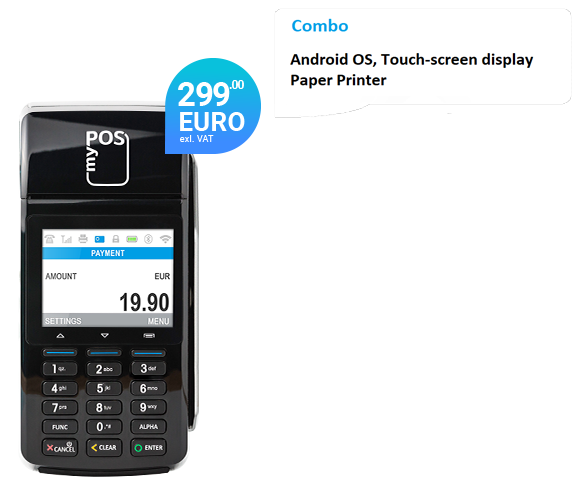 Combo
Android OS, Touch-screen display
Paper Printer
299.00
EURO
exl. VAT
myPOS
PAYMENT
AMOUNT EUR
19.90
SETTINGS MENU
1 qz. 2 abc 3 def
4 ghi 5 jkl 6 mno
7 prs 8 tuv 9 wxy
FUNC 0 .*# ALPHA
CANCEL CLEAR ENTER